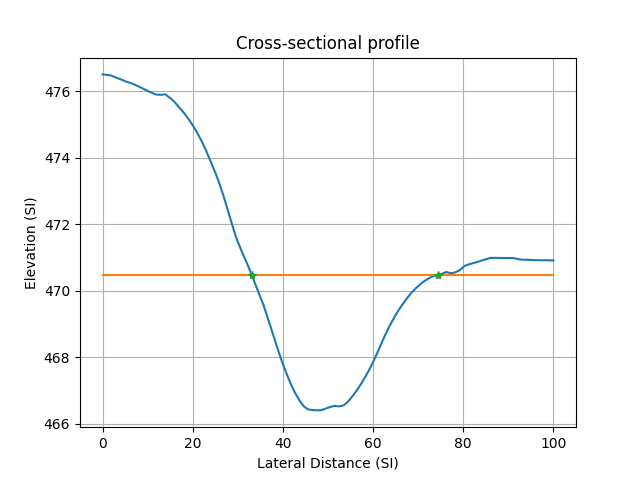 Cross-sectional profile
Elevation (SI)
476
474
472
470
468
466
0 20 40 60 80 100
Lateral Distance (SI)